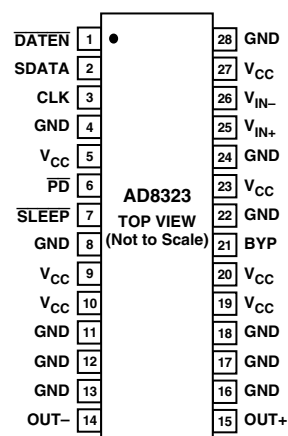 D̅A̅T̅E̅N̅ 1
SDATA 2
CLK 3
GND 4
VCC 5
P̅D̅ 6
S̅L̅E̅E̅P̅ 7
GND 8
VCC 9
VCC 10
GND 11
GND 12
GND 13
OUT– 14
AD8323
TOP VIEW
(Not to Scale)
28 GND
27 VCC
26 VIN–
25 VIN+
24 GND
23 VCC
22 GND
21 BYP
20 VCC
19 VCC
18 GND
17 GND
16 GND
15 OUT+